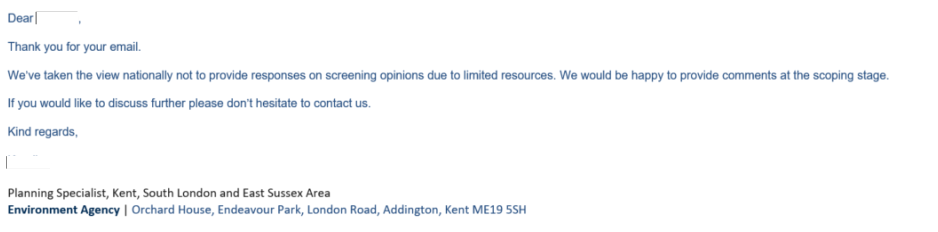 Dear ,
Thank you for your email.
We've taken the view nationally not to provide responses on screening opinions due to limited resources. We would be happy to provide comments at the scoping stage.
If you would like to discuss further please don't hesitate to contact us.
Kind regards,
Planning Specialist, Kent, South London and East Sussex Area
Environment Agency | Orchard House, Endeavour Park, London Road, Addington, Kent ME19 5SH